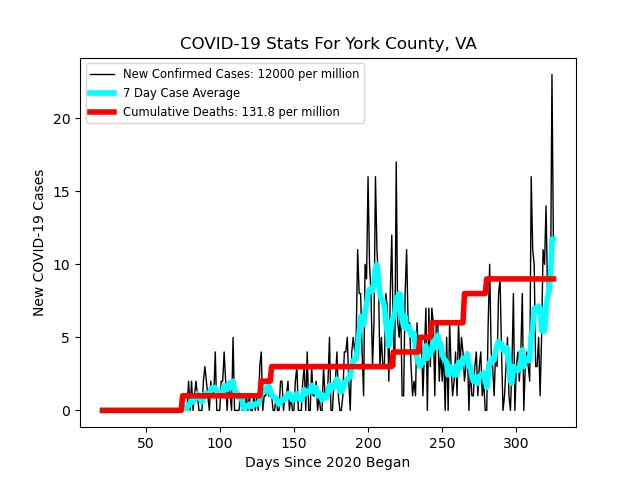 COVID-19 Stats For York County, VA
New Confirmed Cases: 12000 per million
7 Day Case Average
Cumulative Deaths: 131.8 per million
New COVID-19 Cases
20
15
10
5
0
50 100 150 200 250 300
Days Since 2020 Began